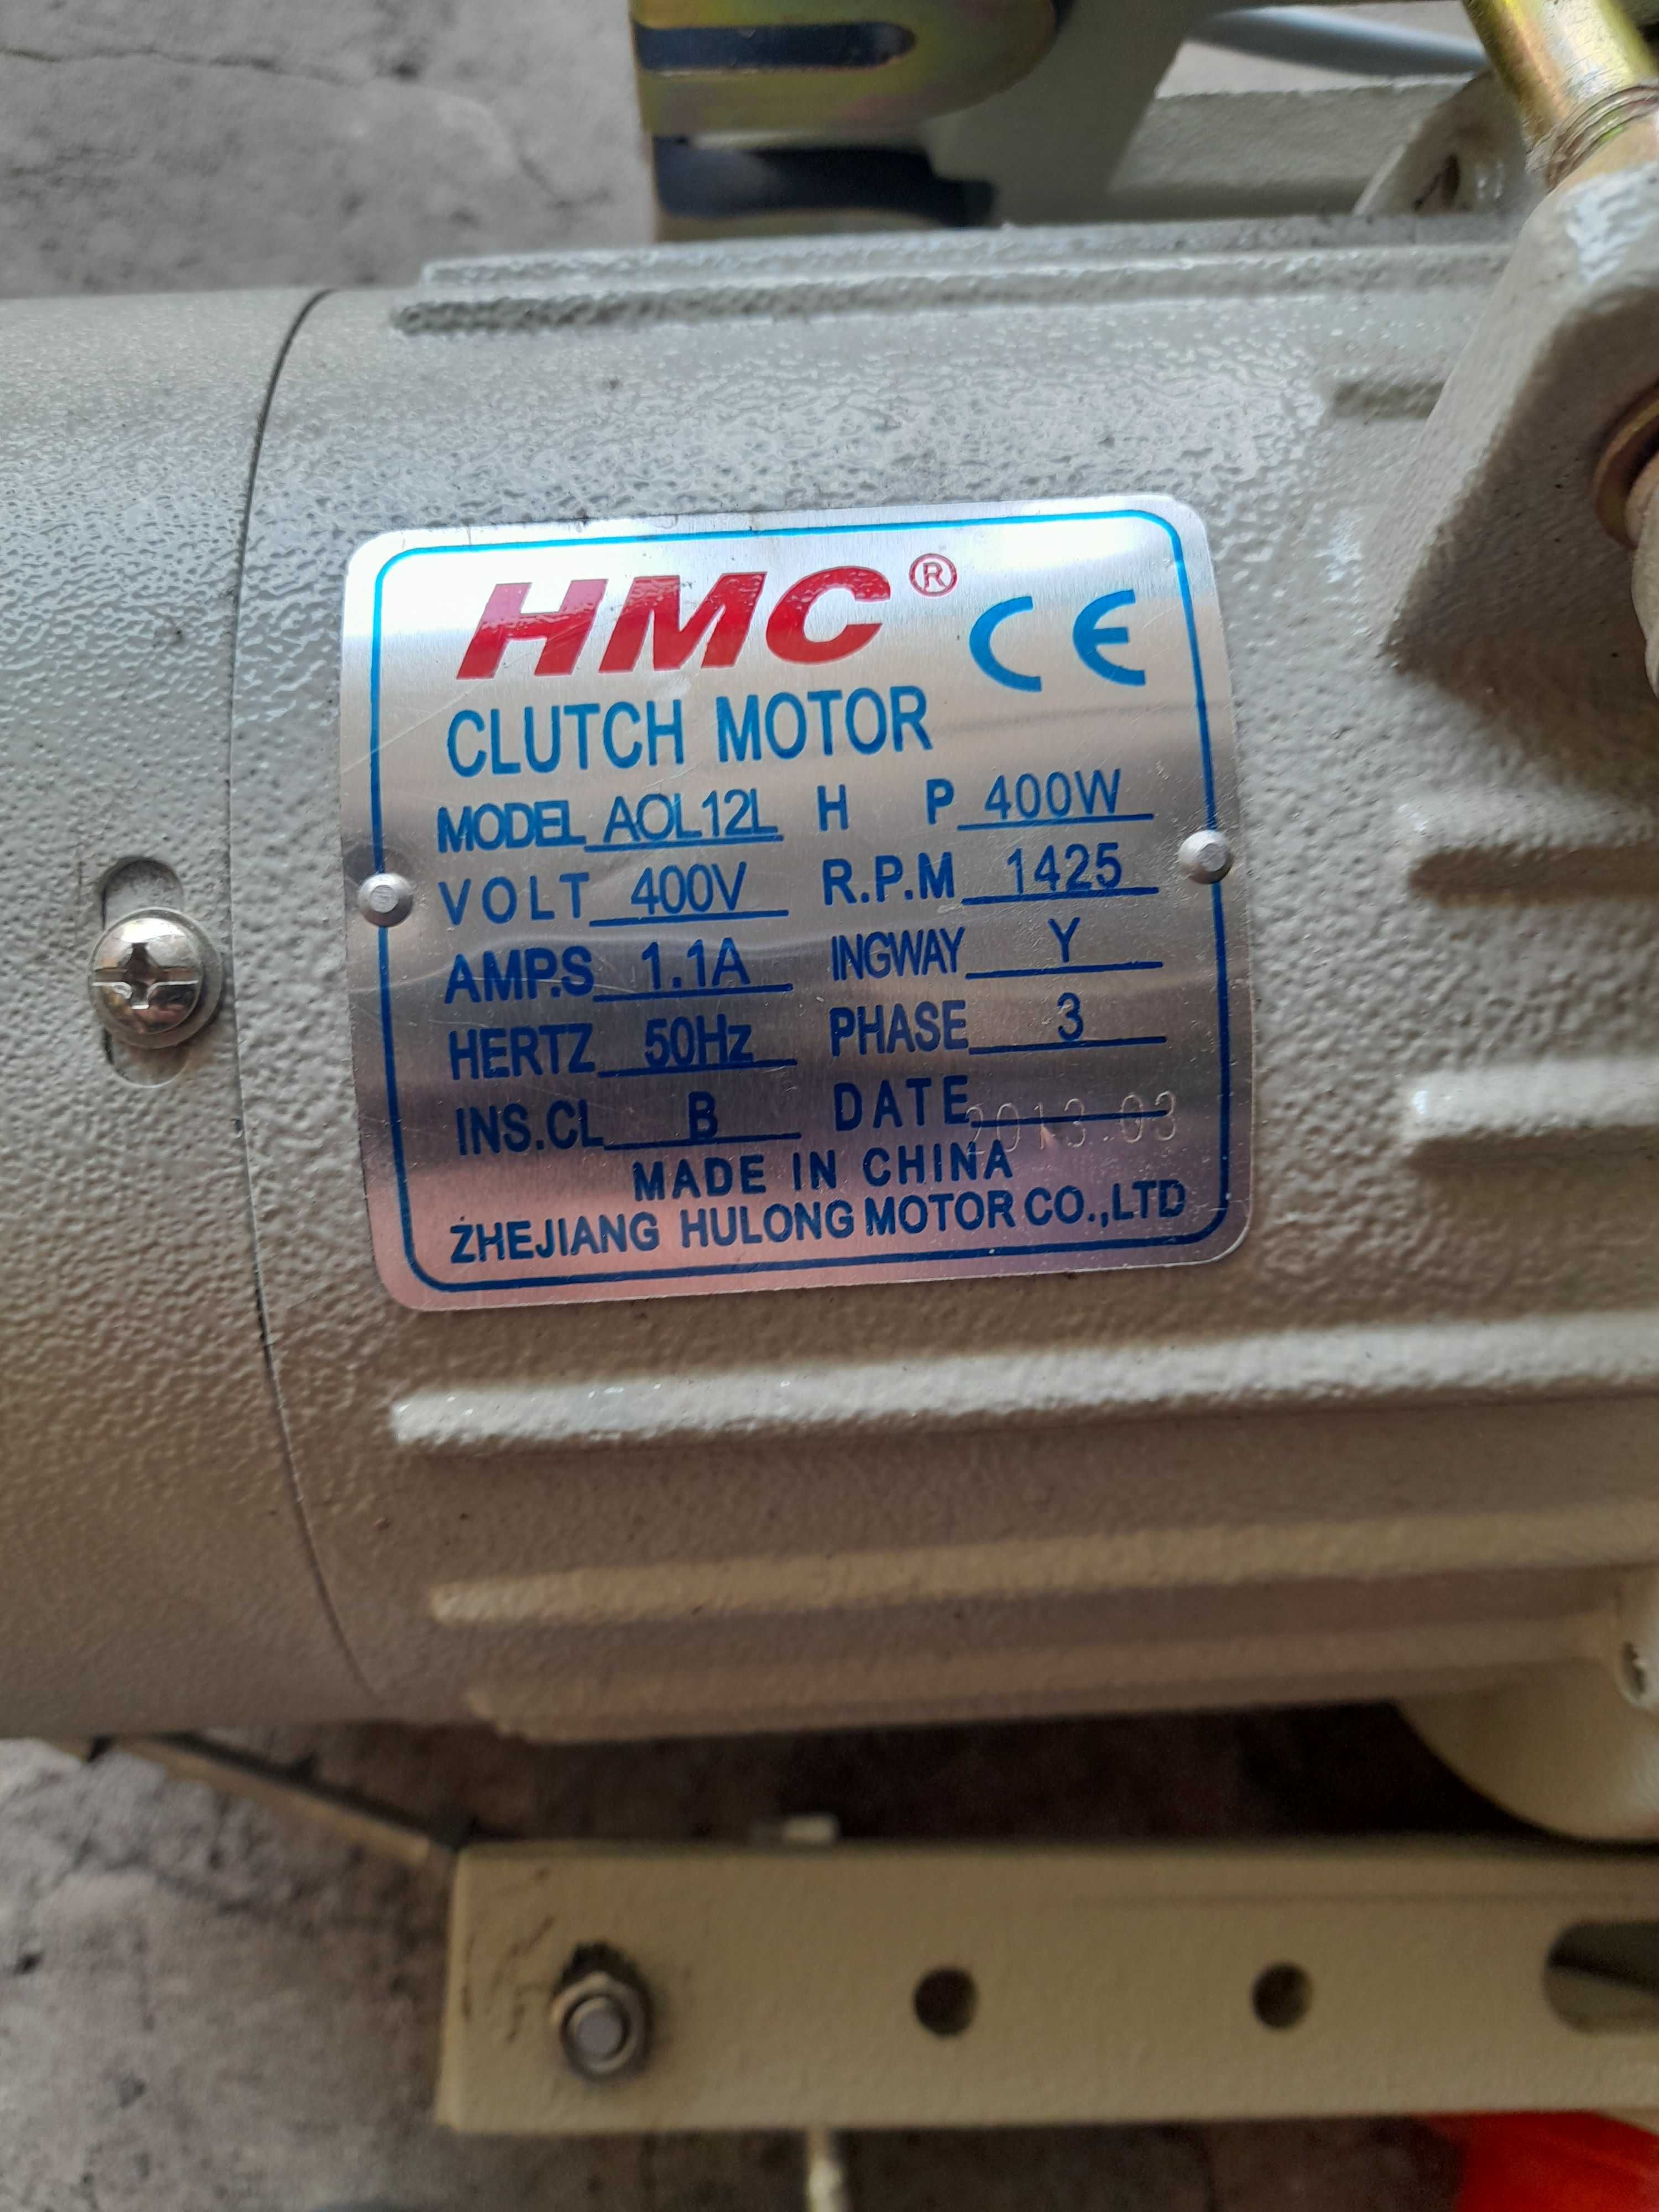 HMC® CE
CLUTCH MOTOR
MODEL AOL12L H P 400W
VOLT 400V R.P.M 1425
AMP.S 1.1A INGWAY Y
HERTZ 50Hz PHASE 3
INS.CL B DATE 2013.03
MADE IN CHINA
ZHEJIANG HULONG MOTOR CO.,LTD